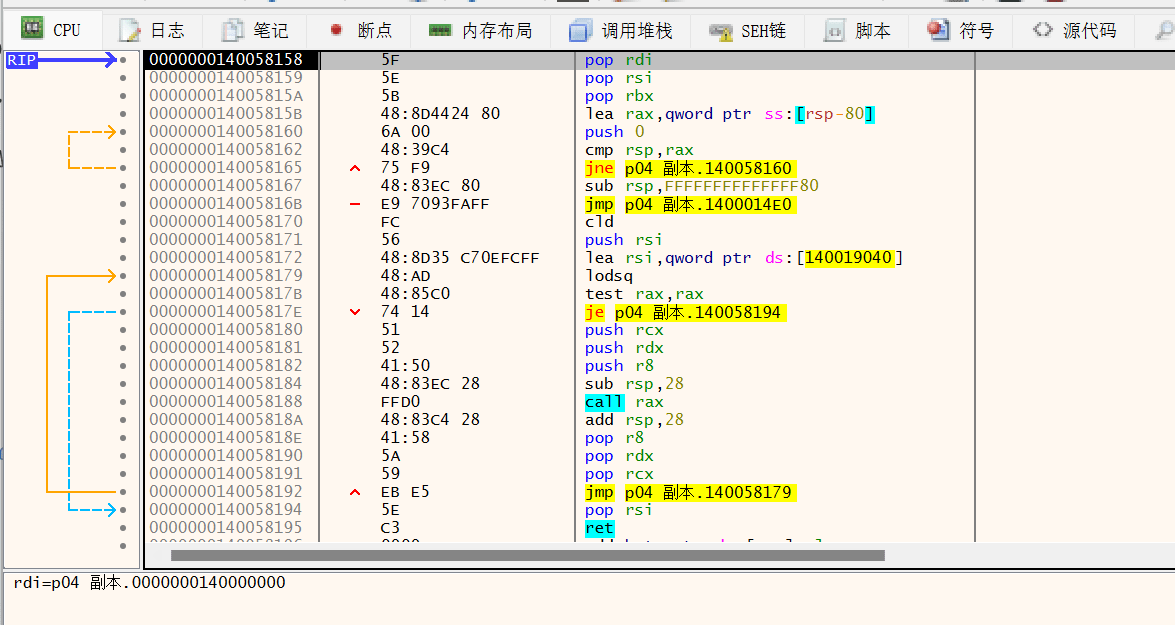 CPU 日志 笔记 断点 内存布局 调用堆栈 SEH链 脚本 符号 源代码
RIP 0000000140058158 5F pop rdi
0000000140058159 5E pop rsi
000000014005815A 5B pop rbx
000000014005815B 48:8D4424 80 lea rax,qword ptr ss:[rsp-80]
0000000140058160 6A 00 push 0
0000000140058162 48:39C4 cmp rsp,rax
0000000140058165 75 F9 jne p04 副本.140058160
0000000140058167 48:83EC 80 sub rsp,FFFFFFFFFFFFFF80
000000014005816B E9 7093FAFF jmp p04 副本.1400014E0
0000000140058170 FC cld
0000000140058171 56 push rsi
0000000140058172 48:8D35 C70EFCFF lea rsi,qword ptr ds:[140019040]
0000000140058179 48:AD lodsq
000000014005817B 48:85C0 test rax,rax
000000014005817E 74 14 je p04 副本.140058194
0000000140058180 51 push rcx
0000000140058181 52 push rdx
0000000140058182 41:50 push r8
0000000140058184 48:83EC 28 sub rsp,28
0000000140058188 FFD0 call rax
000000014005818A 48:83C4 28 add rsp,28
000000014005818E 41:58 pop r8
0000000140058190 5A pop rdx
0000000140058191 59 pop rcx
0000000140058192 EB E5 jmp p04 副本.140058179
0000000140058194 5E pop rsi
0000000140058195 C3 ret
rdi=p04 副本.0000000140000000